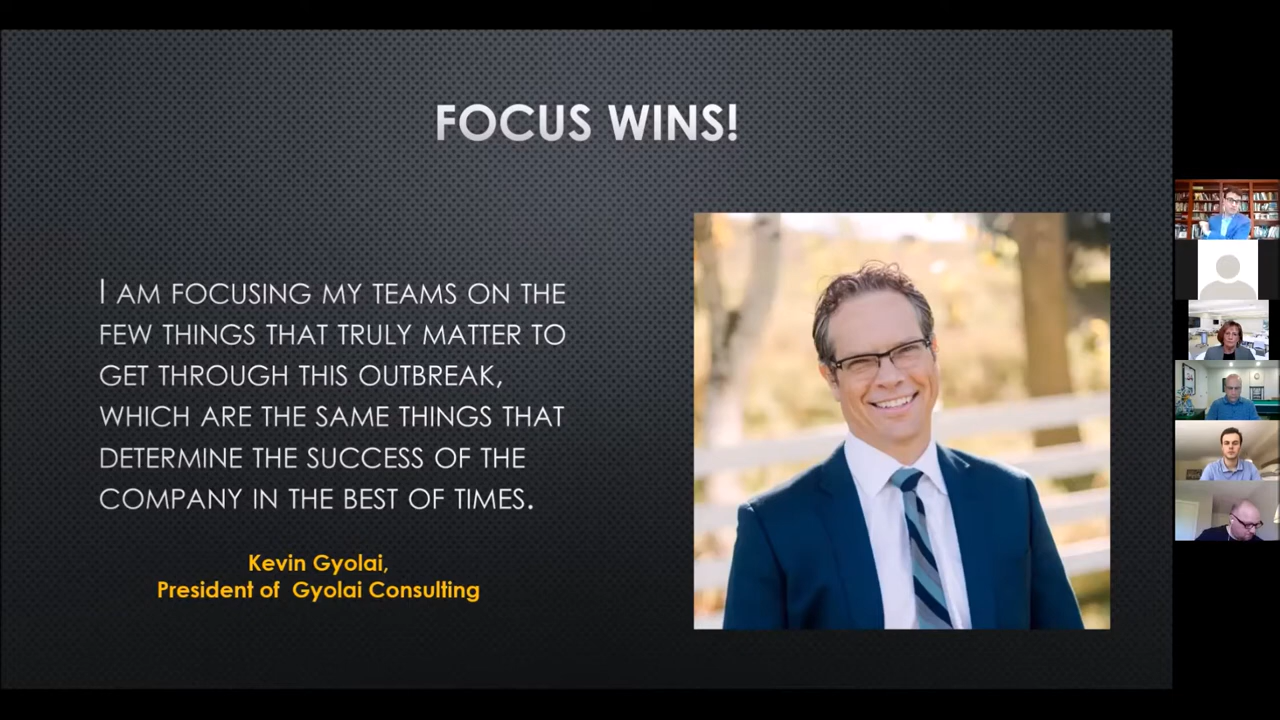 FOCUS WINS!
I AM FOCUSING MY TEAMS ON THE
FEW THINGS THAT TRULY MATTER TO
GET THROUGH THIS OUTBREAK,
WHICH ARE THE SAME THINGS THAT
DETERMINE THE SUCCESS OF THE
COMPANY IN THE BEST OF TIMES.
Kevin Gyolai,
President of Gyolai Consulting